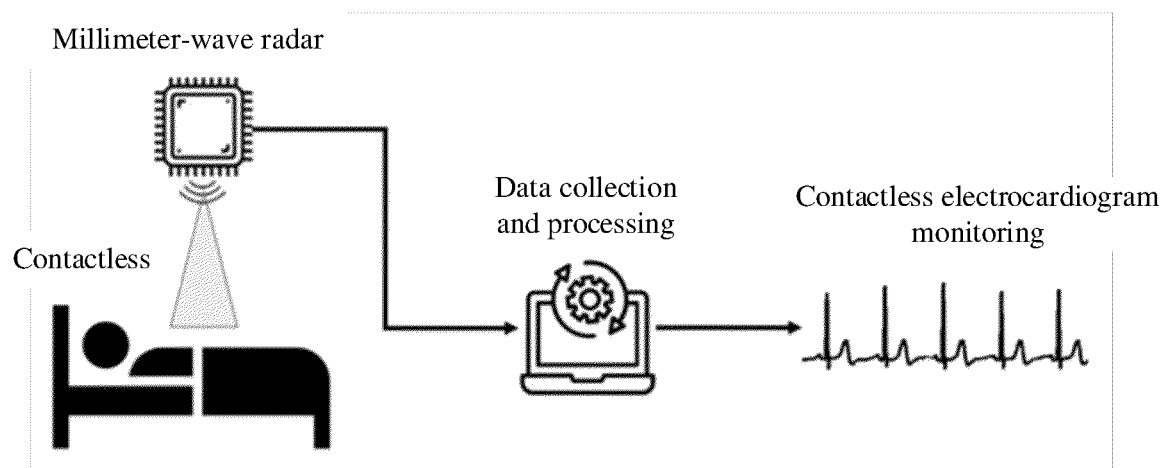 Millimeter-wave radar
Contactless
Data collection
and processing
Contactless electrocardiogram
monitoring